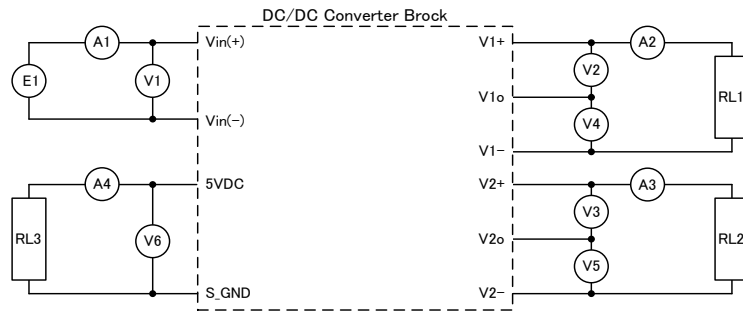 DC/DC Converter Brock
A1 Vin(+) V1+ A2
E1 V1 V2
V1o RL1
Vin(-) V4
V1-
A4 5VDC V2+ A3
V3
RL3 V6 V2o RL2
V5
S_GND V2-